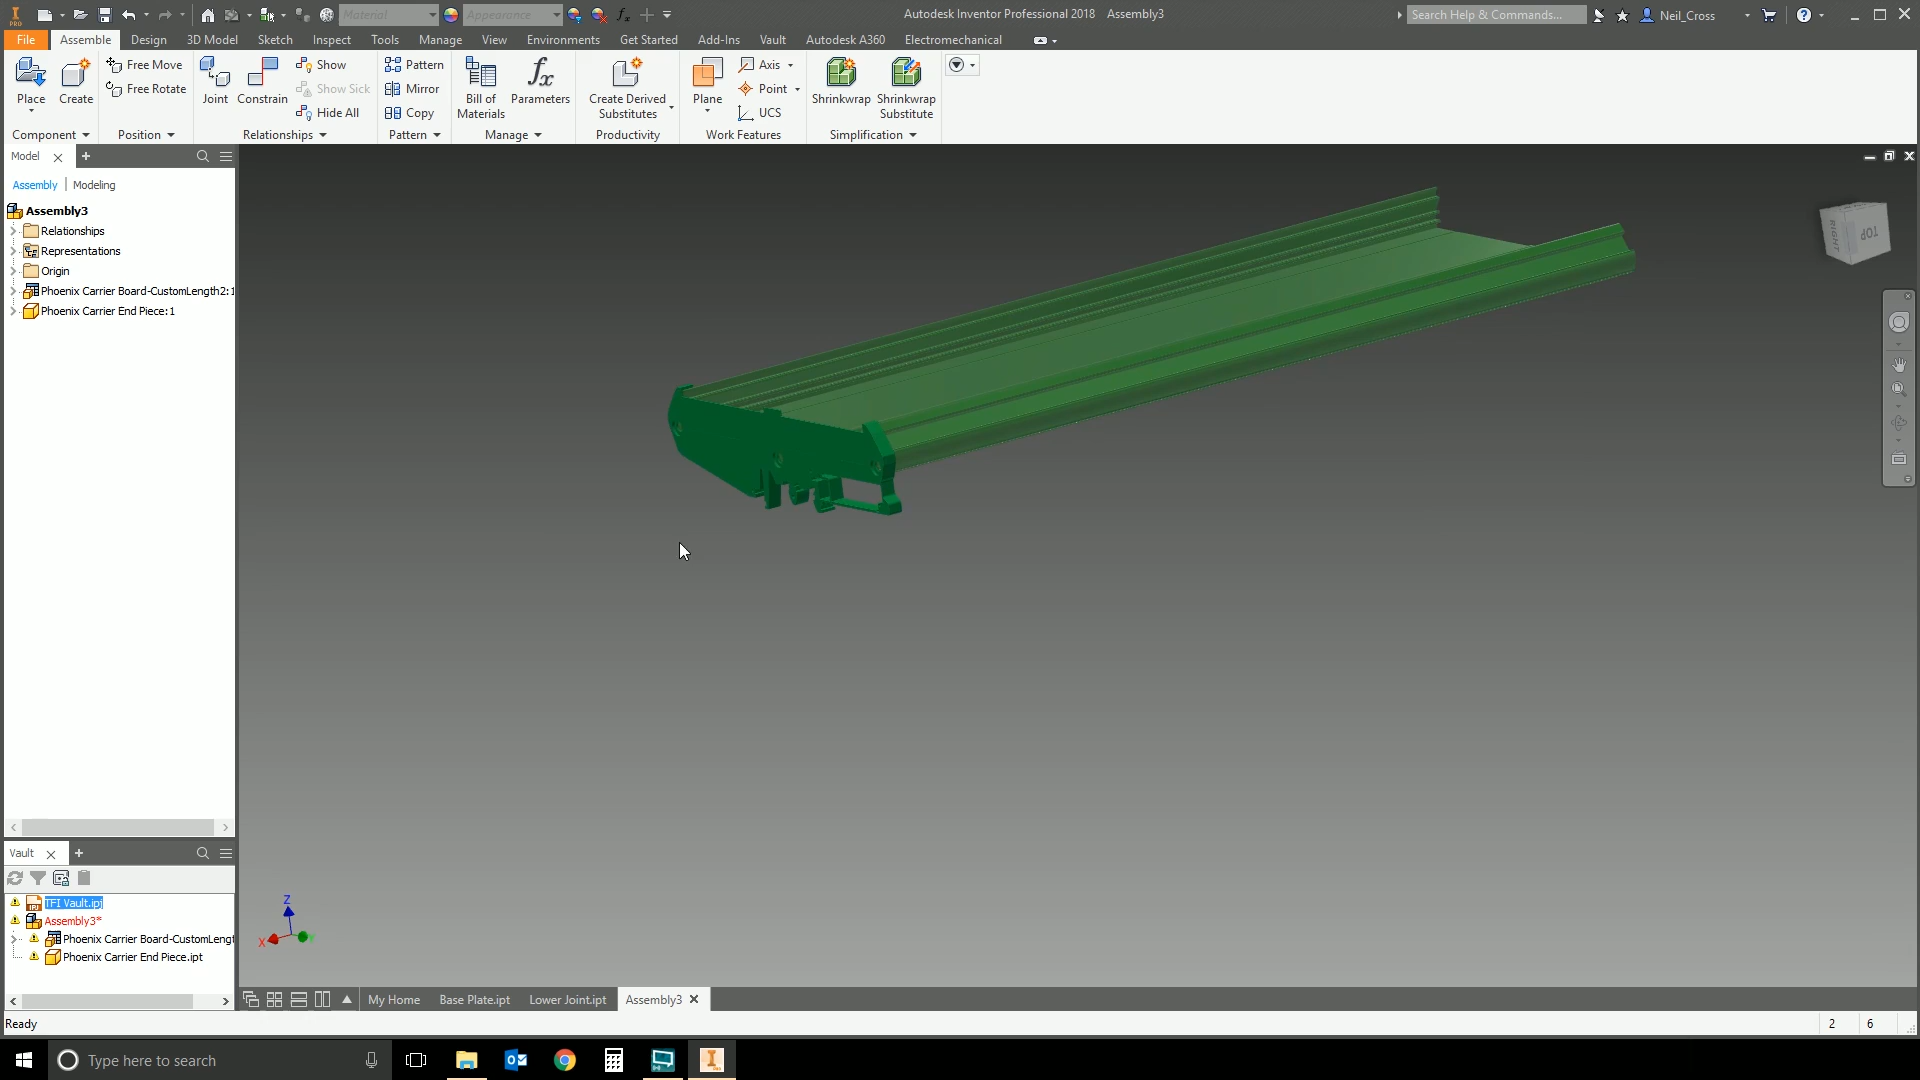 Material
Appearance
Autodesk Inventor Professional 2018 Assembly3
Search Help & Commands...
Neil_Cross
File Assemble Design 3D Model Sketch Inspect Tools Manage View Environments Get Started Add-Ins Vault Autodesk A360 Electromechanical
Place
Create
Component
Free Move
Free Rotate
Position
Joint
Constrain
Show
Show Sick
Hide All
Relationships
Pattern
Mirror
Copy
Pattern
Bill of
Materials
Parameters
Manage
Create Derived
Substitutes
Productivity
Plane
Axis
Point
UCS
Work Features
Shrinkwrap
Shrinkwrap
Substitute
Simplification
Model
Assembly | Modeling
Assembly3
Relationships
Representations
Origin
Phoenix Carrier Board-CustomLength2:1
Phoenix Carrier End Piece:1
RIGHT
TOP
Vault
TFI Vault.ipj
Assembly3*
Phoenix Carrier Board-CustomLengt
Phoenix Carrier End Piece.ipt
Z
X
My Home Base Plate.ipt Lower Joint.ipt Assembly3
Ready
2 6
Type here to search